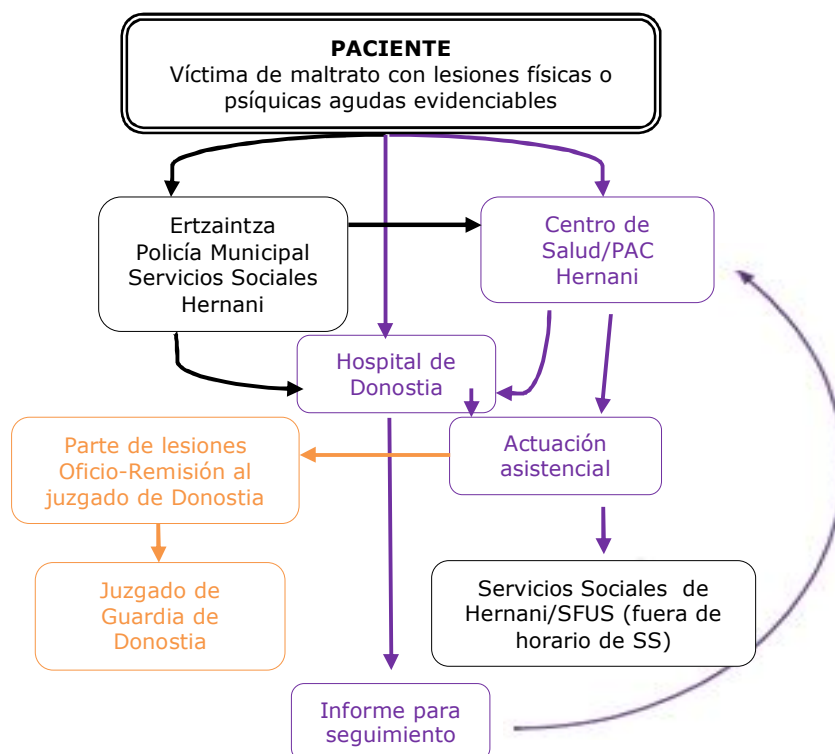 PACIENTE
Víctima de maltrato con lesiones físicas o
psíquicas agudas evidenciables
Ertzaintza
Policía Municipal
Servicios Sociales
Hernani
Centro de
Salud/PAC
Hernani
Hospital de
Donostia
Parte de lesiones
Oficio-Remisión al
juzgado de Donostia
Actuación
asistencial
Juzgado de
Guardia de
Donostia
Servicios Sociales de
Hernani/SFUS (fuera de
horario de SS)
Informe para
seguimiento